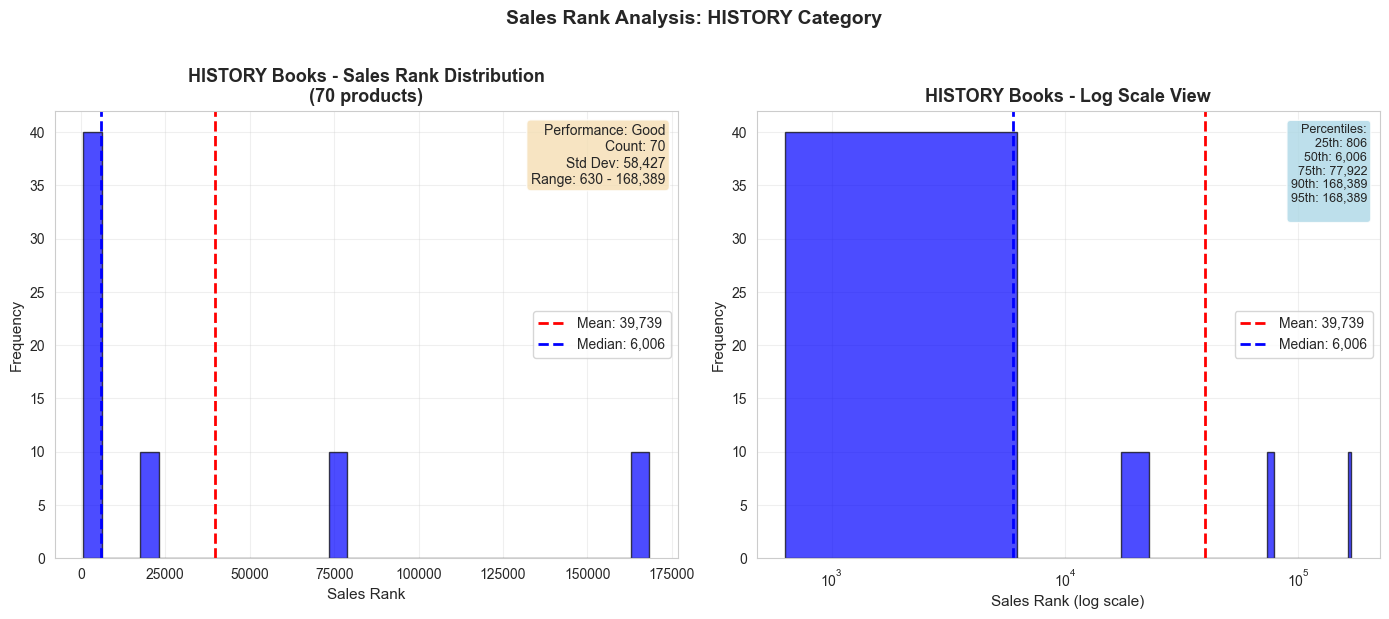 Sales Rank Analysis: HISTORY Category
HISTORY Books - Sales Rank Distribution
(70 products)
Performance: Good
Count: 70
Std Dev: 58,427
Range: 630 - 168,389
Mean: 39,739
Median: 6,006
Frequency
40
35
30
25
20
15
10
5
0
0
25000
50000
75000
100000
125000
150000
175000
Sales Rank
HISTORY Books - Log Scale View
Percentiles:
25th: 806
50th: 6,006
75th: 77,922
90th: 168,389
95th: 168,389
Mean: 39,739
Median: 6,006
Frequency
40
35
30
25
20
15
10
5
0
10³
10⁴
10⁵
Sales Rank (log scale)